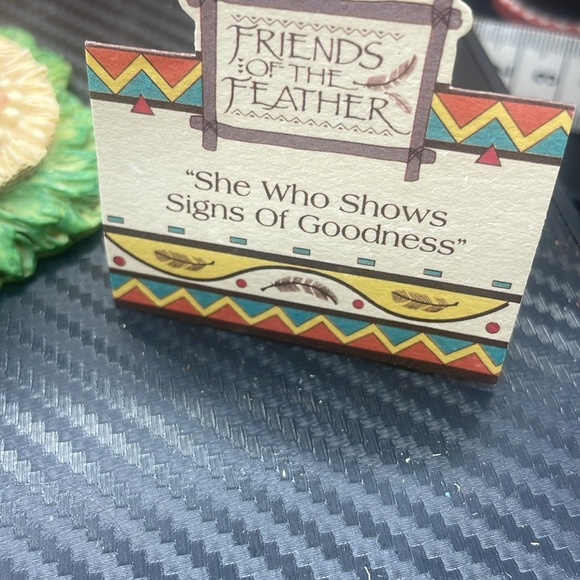 FRIENDS
OF THE
FEATHER
“She Who Shows
Signs Of Goodness”